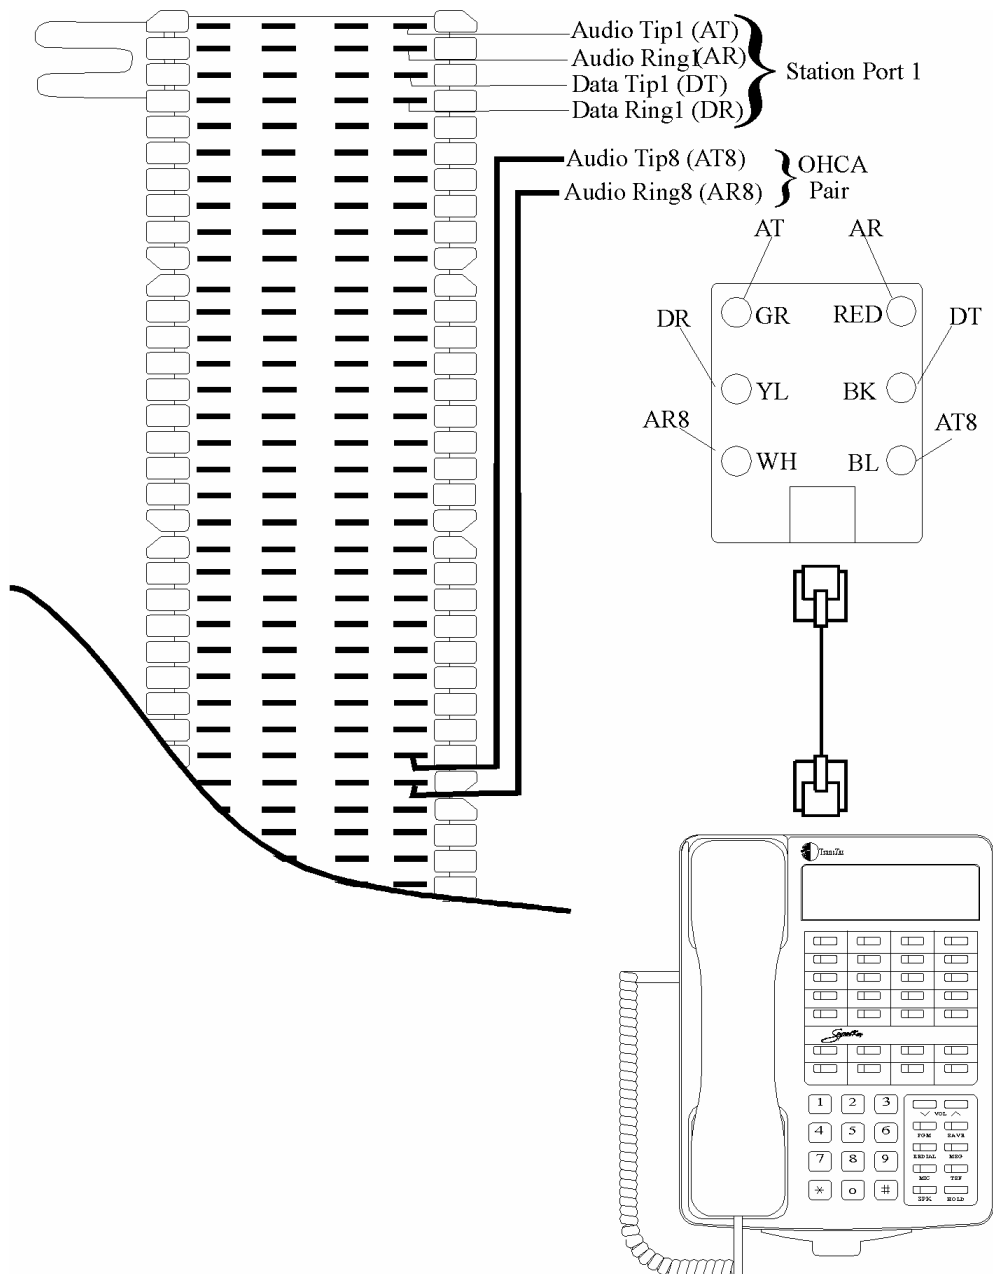 Audio Tip1 (AT)
Audio Ring1(AR)
Data Tip1 (DT)
Data Ring1 (DR)
Station Port 1
Audio Tip8 (AT8)
Audio Ring8 (AR8)
OHCA
Pair
AT AR
GR RED
DR DT
YL BK
AR8 AT8
WH BL
1 2 3
VOL
4 5 6
PGM SAVE
7 8 9
REDIAL MSG
MIC TSF
* 0 #
SPK HOLD